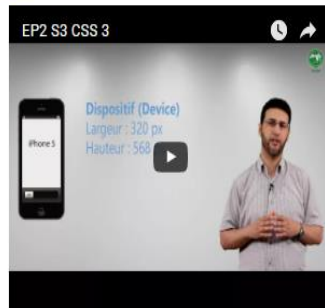 EP2 S3 CSS 3
Dispositif (Device)
Largeur : 320 px
Hauteur : 568
iPhone 5